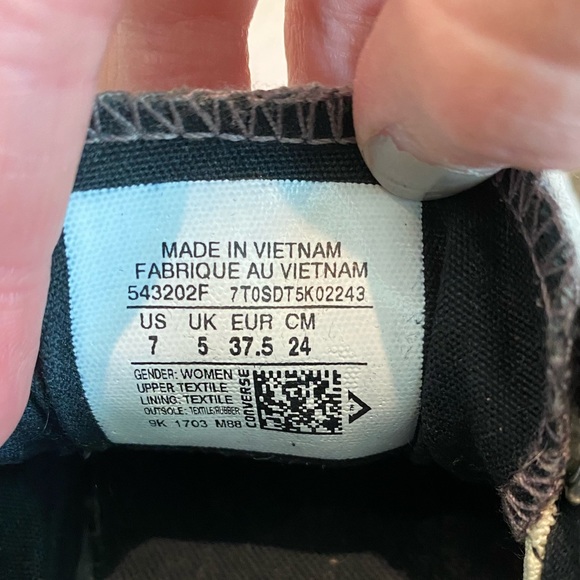 MADE IN VIETNAM
FABRIQUE AU VIETNAM
543202F 7T0SDT5K02243
US UK EUR CM
7 5 37.5 24
GENDER: WOMEN
UPPER: TEXTILE
LINING: TEXTILE
OUTSOLE: TEXTILE/RUBBER
9K 1703 M88
CONVERSE